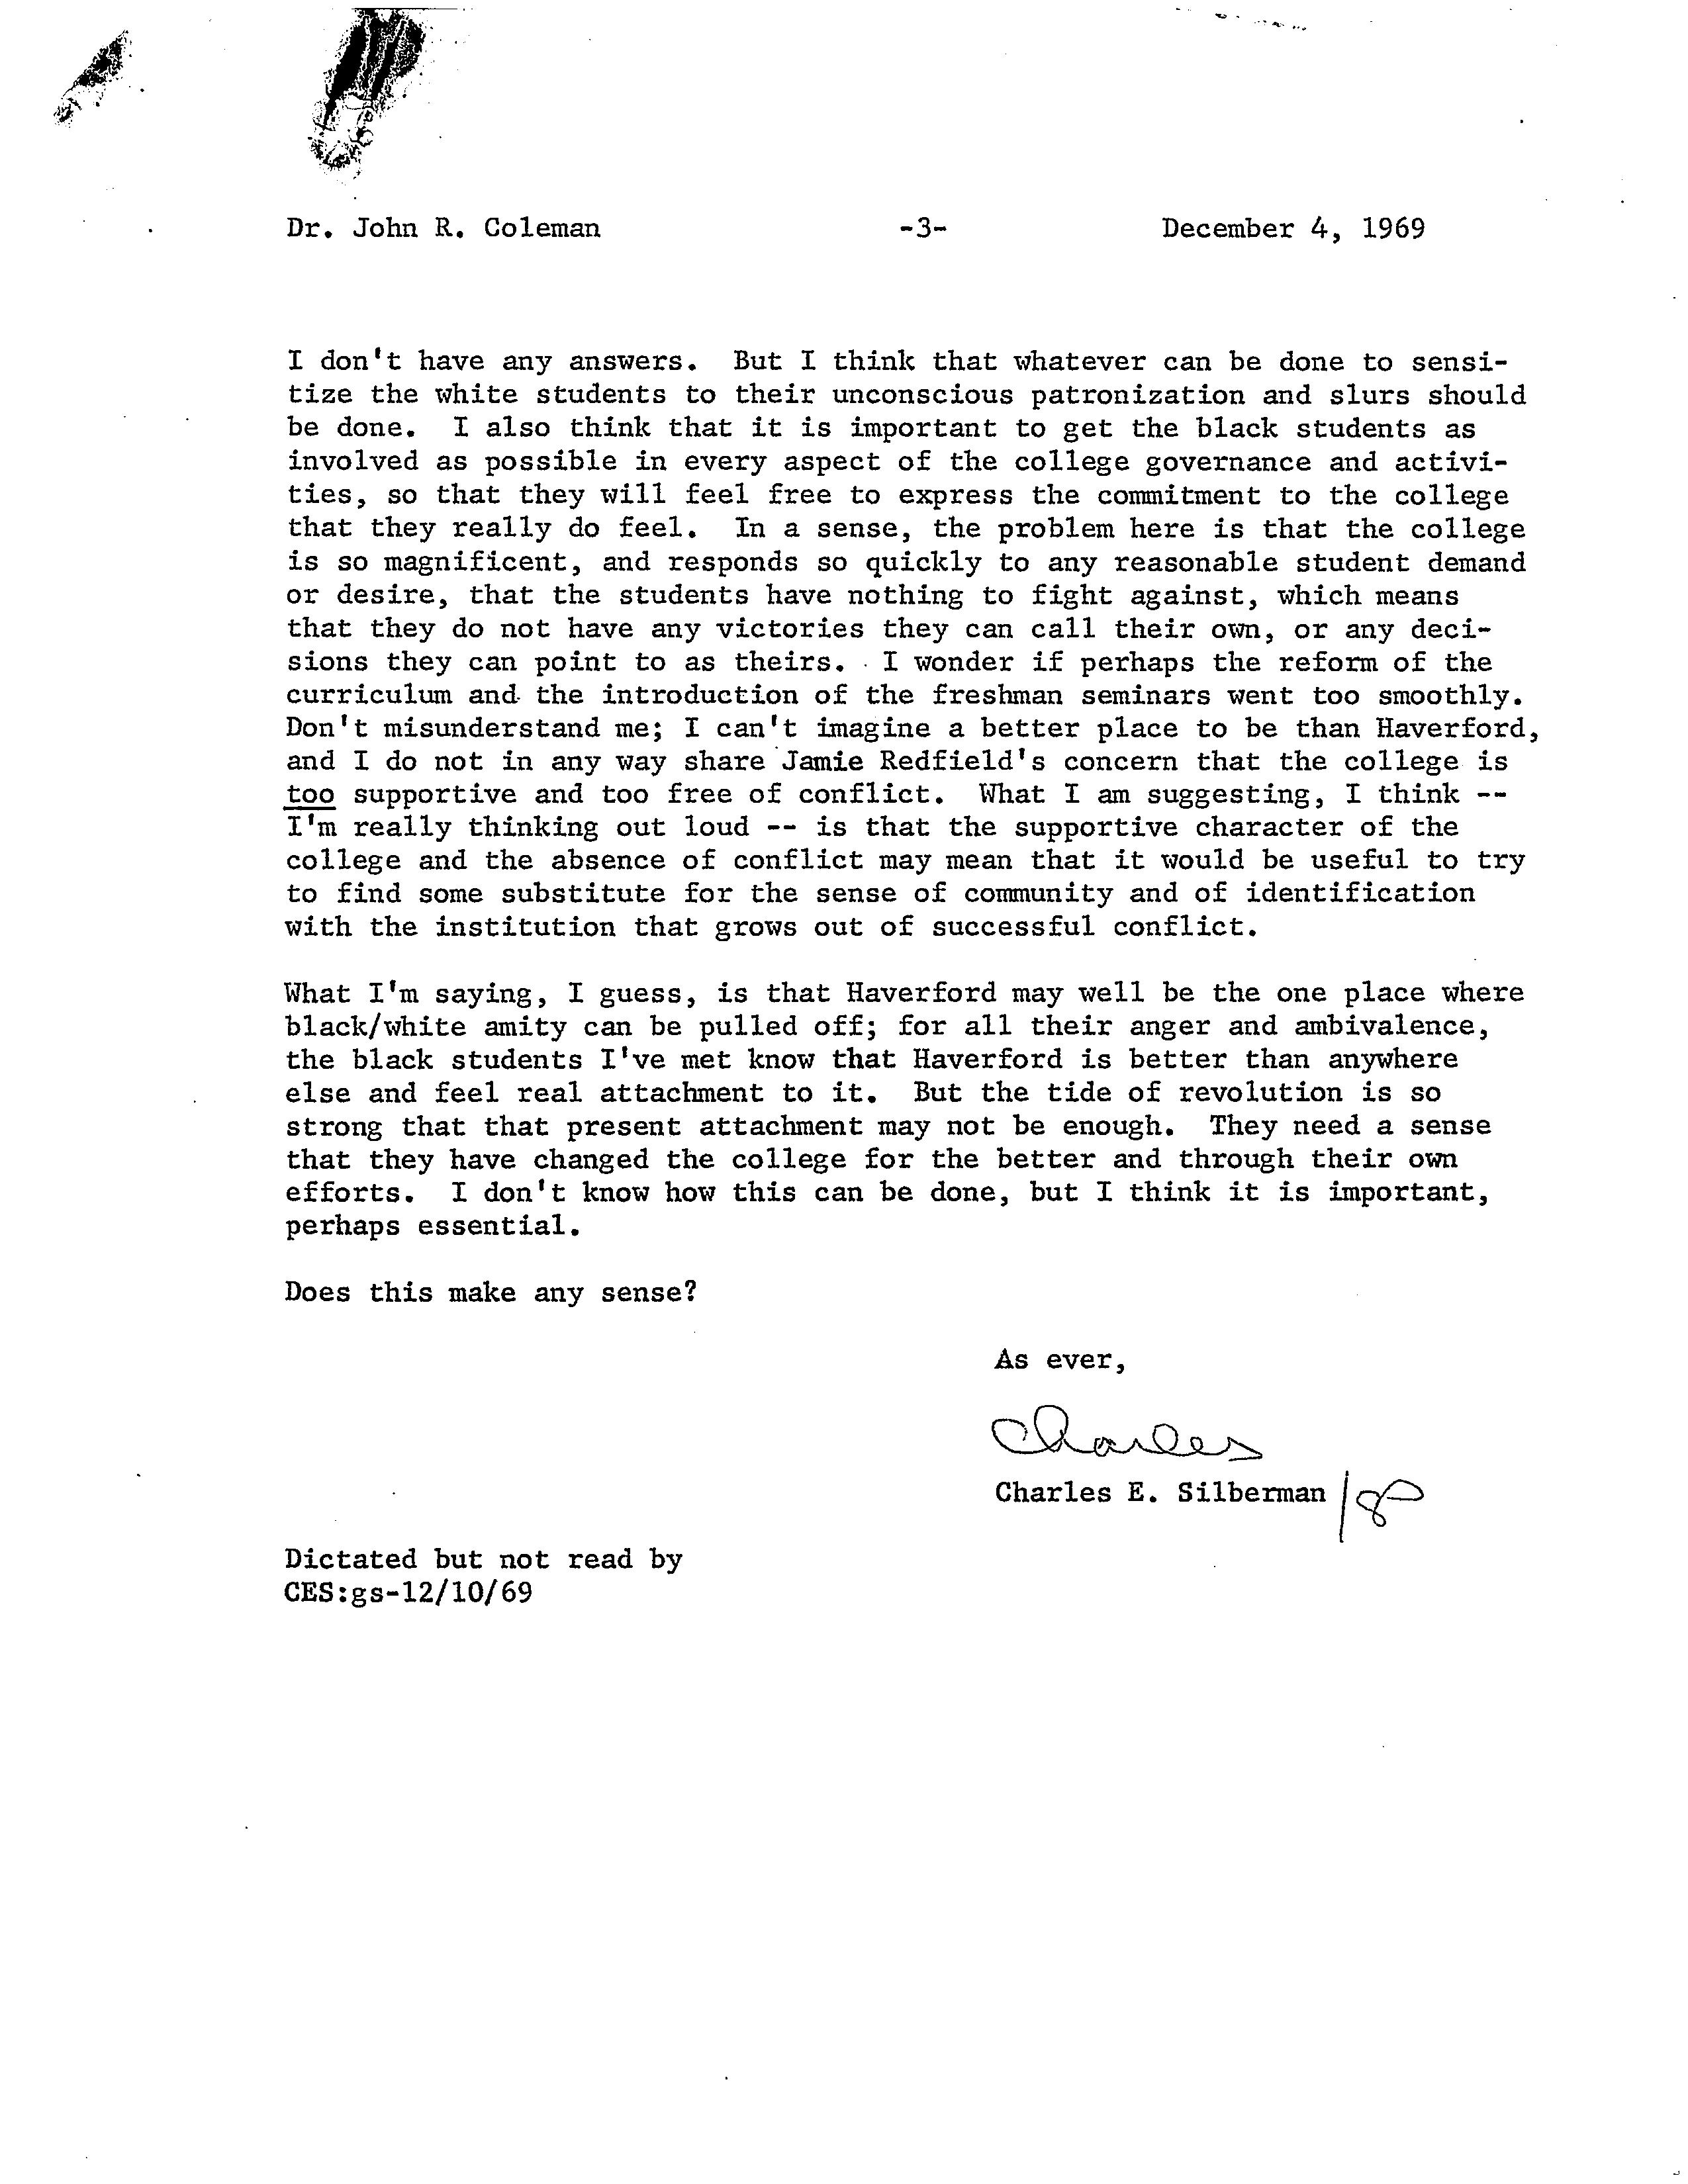 Dr. John R. Coleman -3- December 4, 1969
I don't have any answers. But I think that whatever can be done to sensi-
tize the white students to their unconscious patronization and slurs should
be done. I also think that it is important to get the black students as
involved as possible in every aspect of the college governance and activi-
ties, so that they will feel free to express the commitment to the college
that they really do feel. In a sense, the problem here is that the college
is so magnificent, and responds so quickly to any reasonable student demand
or desire, that the students have nothing to fight against, which means
that they do not have any victories they can call their own, or any deci-
sions they can point to as theirs. I wonder if perhaps the reform of the
curriculum and the introduction of the freshman seminars went too smoothly.
Don't misunderstand me; I can't imagine a better place to be than Haverford,
and I do not in any way share Jamie Redfield's concern that the college is
too supportive and too free of conflict. What I am suggesting, I think --
I'm really thinking out loud -- is that the supportive character of the
college and the absence of conflict may mean that it would be useful to try
to find some substitute for the sense of community and of identification
with the institution that grows out of successful conflict.
What I'm saying, I guess, is that Haverford may well be the one place where
black/white amity can be pulled off; for all their anger and ambivalence,
the black students I've met know that Haverford is better than anywhere
else and feel real attachment to it. But the tide of revolution is so
strong that that present attachment may not be enough. They need a sense
that they have changed the college for the better and through their own
efforts. I don't know how this can be done, but I think it is important,
perhaps essential.
Does this make any sense?
As ever,
Charles
Charles E. Silberman
Dictated but not read by
CES:gs-12/10/69